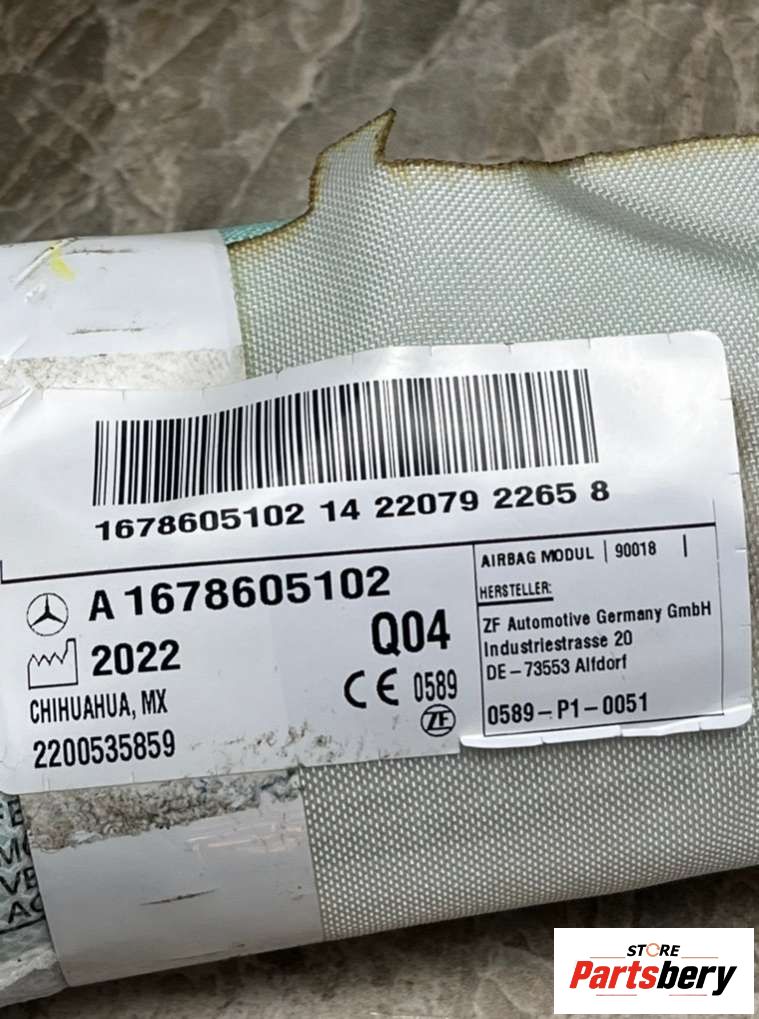 1678605102 14 22079 2265 8
A 1678605102
Q04
2022
CHIHUAHUA, MX
2200535859
CE 0589
ZF
AIRBAG MODUL | 90018 |
HERSTELLER:
ZF Automotive Germany GmbH
Industriestrasse 20
DE-73553 Alfdorf
0589-P1-0051
STORE
Partsbery